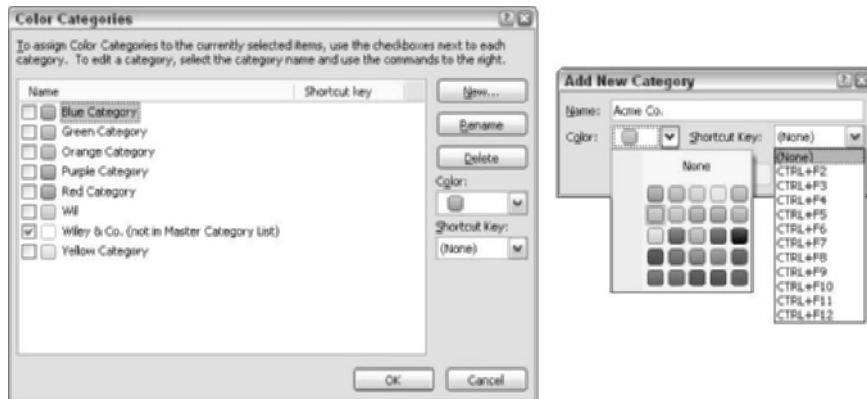 Color Categories
To assign Color Categories to the currently selected items, use the checkboxes next to each
category. To edit a category, select the category name and use the commands to the right.
Name Shortcut key
Blue Category
Green Category
Orange Category
Purple Category
Red Category
Will
Wiley & Co. (not in Master Category List)
Yellow Category
New...
Rename
Delete
Color:
Shortcut Key:
(None)
OK Cancel
Add New Category
Name: Acme Co.
Color: Shortcut Key: (None)
None
(None)
CTRL+F2
CTRL+F3
CTRL+F4
CTRL+F5
CTRL+F6
CTRL+F7
CTRL+F8
CTRL+F9
CTRL+F10
CTRL+F11
CTRL+F12